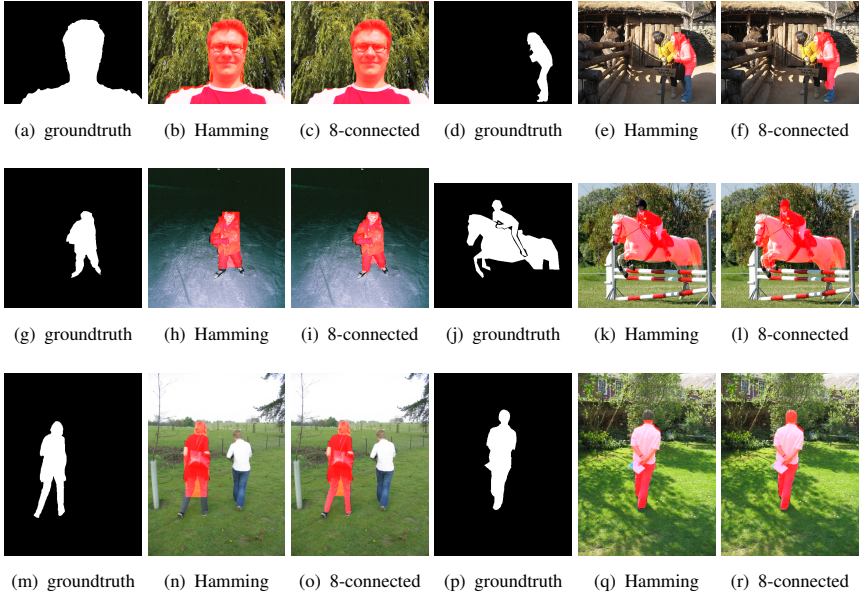 (a) groundtruth (b) Hamming (c) 8-connected (d) groundtruth (e) Hamming (f) 8-connected
(g) groundtruth (h) Hamming (i) 8-connected (j) groundtruth (k) Hamming (l) 8-connected
(m) groundtruth (n) Hamming (o) 8-connected (p) groundtruth (q) Hamming (r) 8-connected